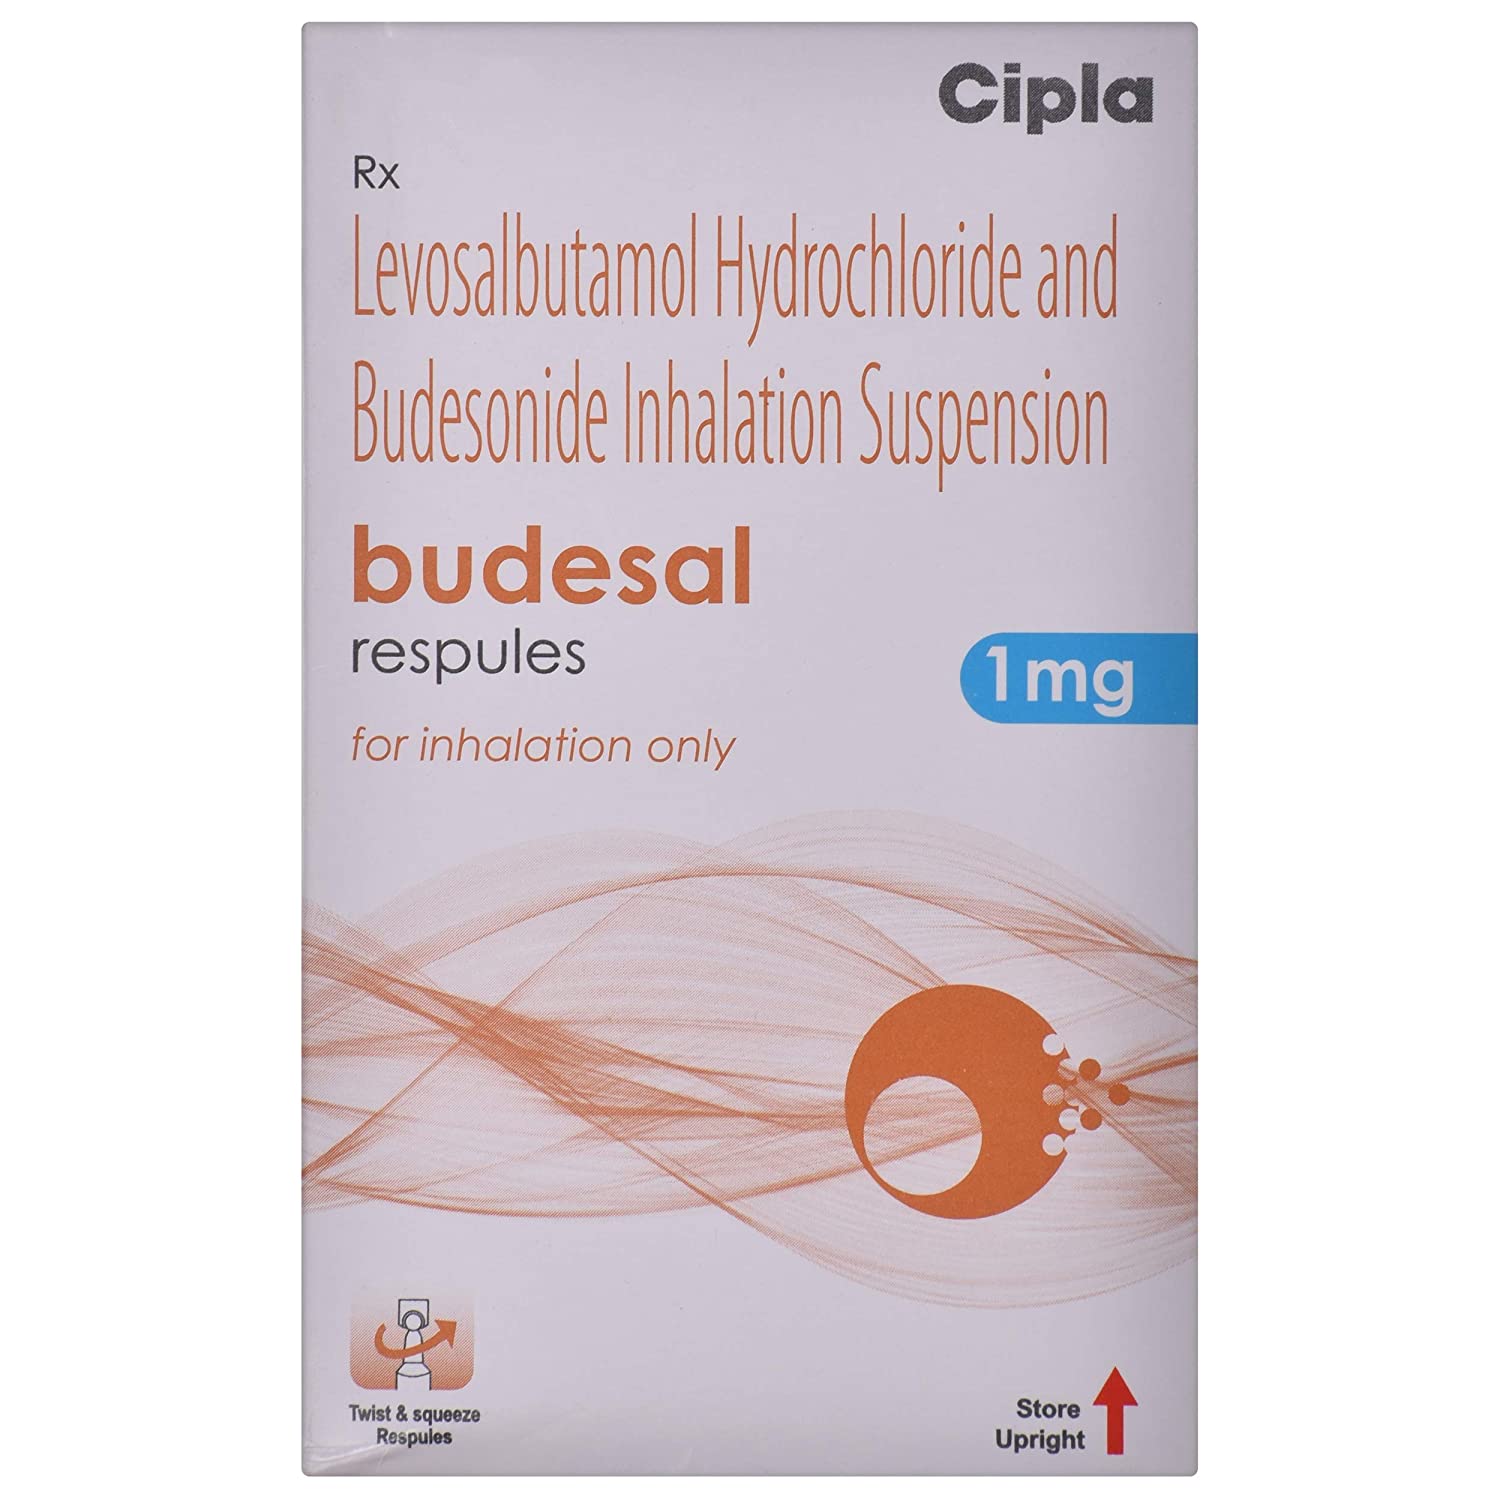 Cipla
Rx
Levosalbutamol Hydrochloride and
Budesonide Inhalation Suspension
budesal
respules
1 mg
for inhalation only
Twist & squeeze
Respules
Store
Upright